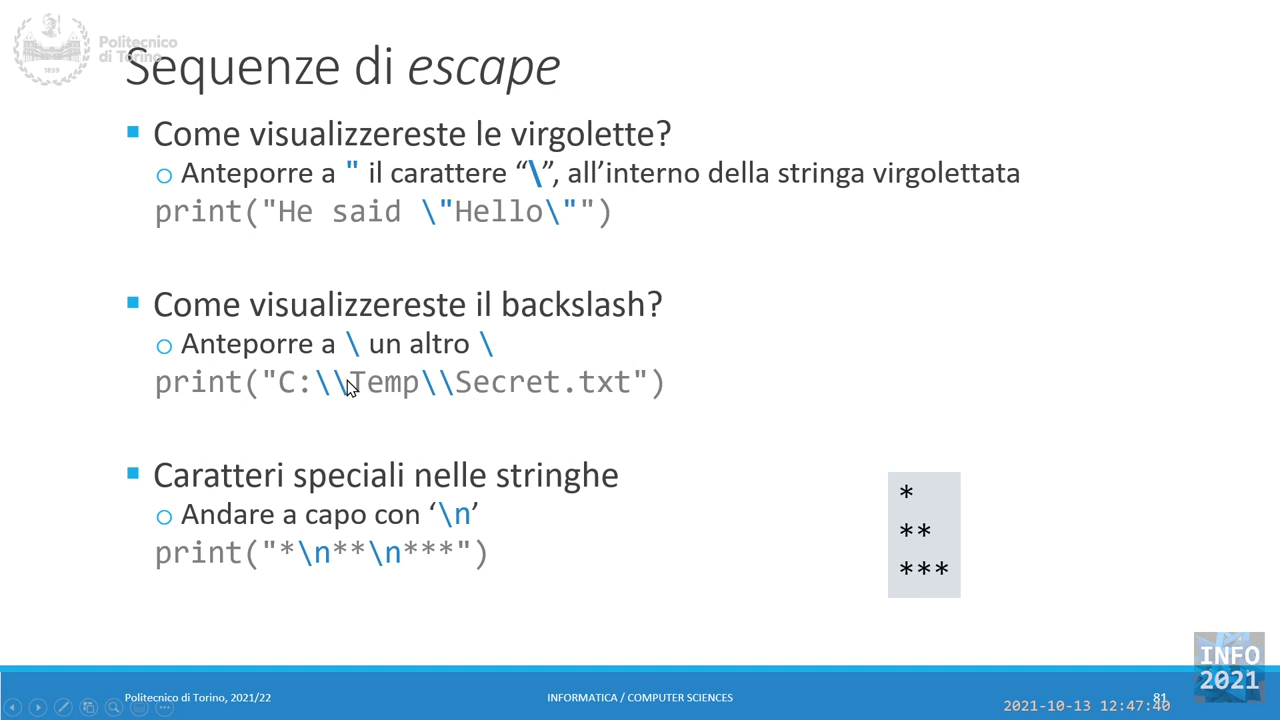 Politecnico
di Torino
1859
Sequenze di escape
Come visualizzereste le virgolette?
Anteporre a " il carattere “\”, all’interno della stringa virgolettata
print("He said \"Hello\"")
Come visualizzereste il backslash?
Anteporre a \ un altro \
print("C:\\Temp\\Secret.txt")
Caratteri speciali nelle stringhe
Andare a capo con ‘\n’
print("*\n**\n***")
*
**
***
INFO
2021
Politecnico di Torino, 2021/22
INFORMATICA / COMPUTER SCIENCES
81
2021-10-13 12:47:40